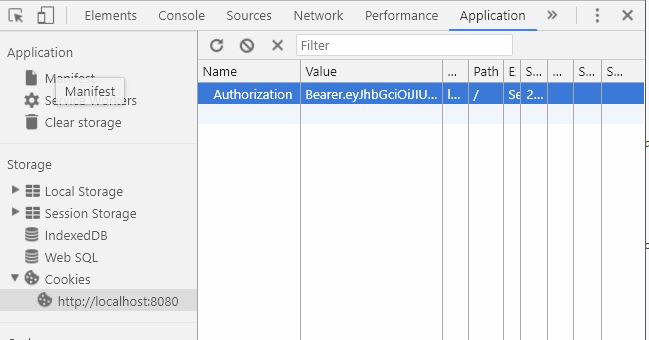 Elements Console Sources Network Performance Application »
Application
Manifest
Service Workers
Manifest
Clear storage
Storage
Local Storage
Session Storage
IndexedDB
Web SQL
Cookies
http://localhost:8080
Filter
Name Value ... Path E S... ... S... S...
Authorization Bearer.eyJhbGciOiJIU... l... / Se 2...